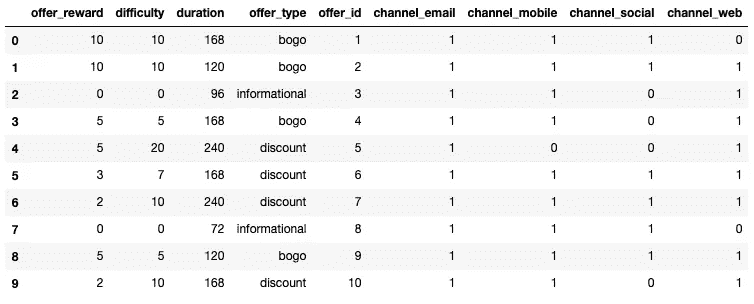 offer_reward difficulty duration offer_type offer_id channel_email channel_mobile channel_social channel_web
0 10 10 168 bogo 1 1 1 1 0
1 10 10 120 bogo 2 1 1 1 1
2 0 0 96 informational 3 1 1 0 1
3 5 5 168 bogo 4 1 1 0 1
4 5 20 240 discount 5 1 0 0 1
5 3 7 168 discount 6 1 1 1 1
6 2 10 240 discount 7 1 1 1 1
7 0 0 72 informational 8 1 1 1 0
8 5 5 120 bogo 9 1 1 1 1
9 2 10 168 discount 10 1 1 0 1